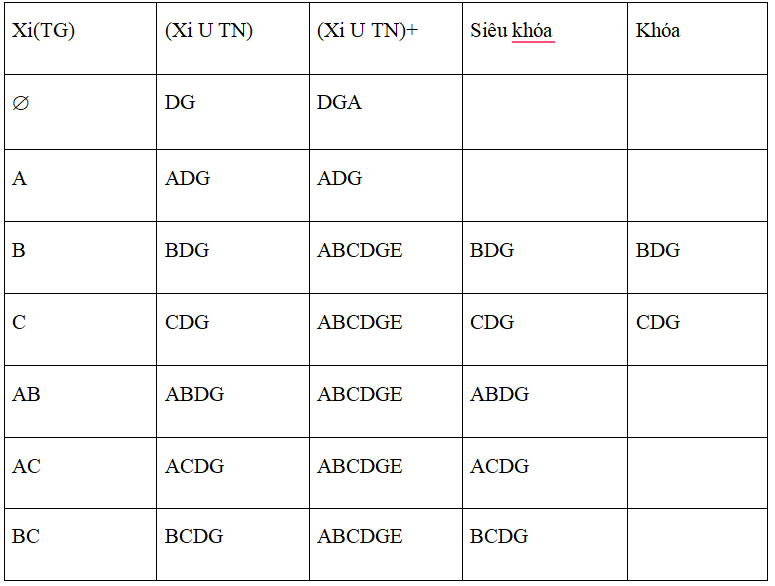 Xi(TG) (Xi U TN) (Xi U TN)+ Siêu khóa Khóa
∅ DG DGA
A ADG ADG
B BDG ABCDGE BDG BDG
C CDG ABCDGE CDG CDG
AB ABDG ABCDGE ABDG
AC ACDG ABCDGE ACDG
BC BCDG ABCDGE BCDG